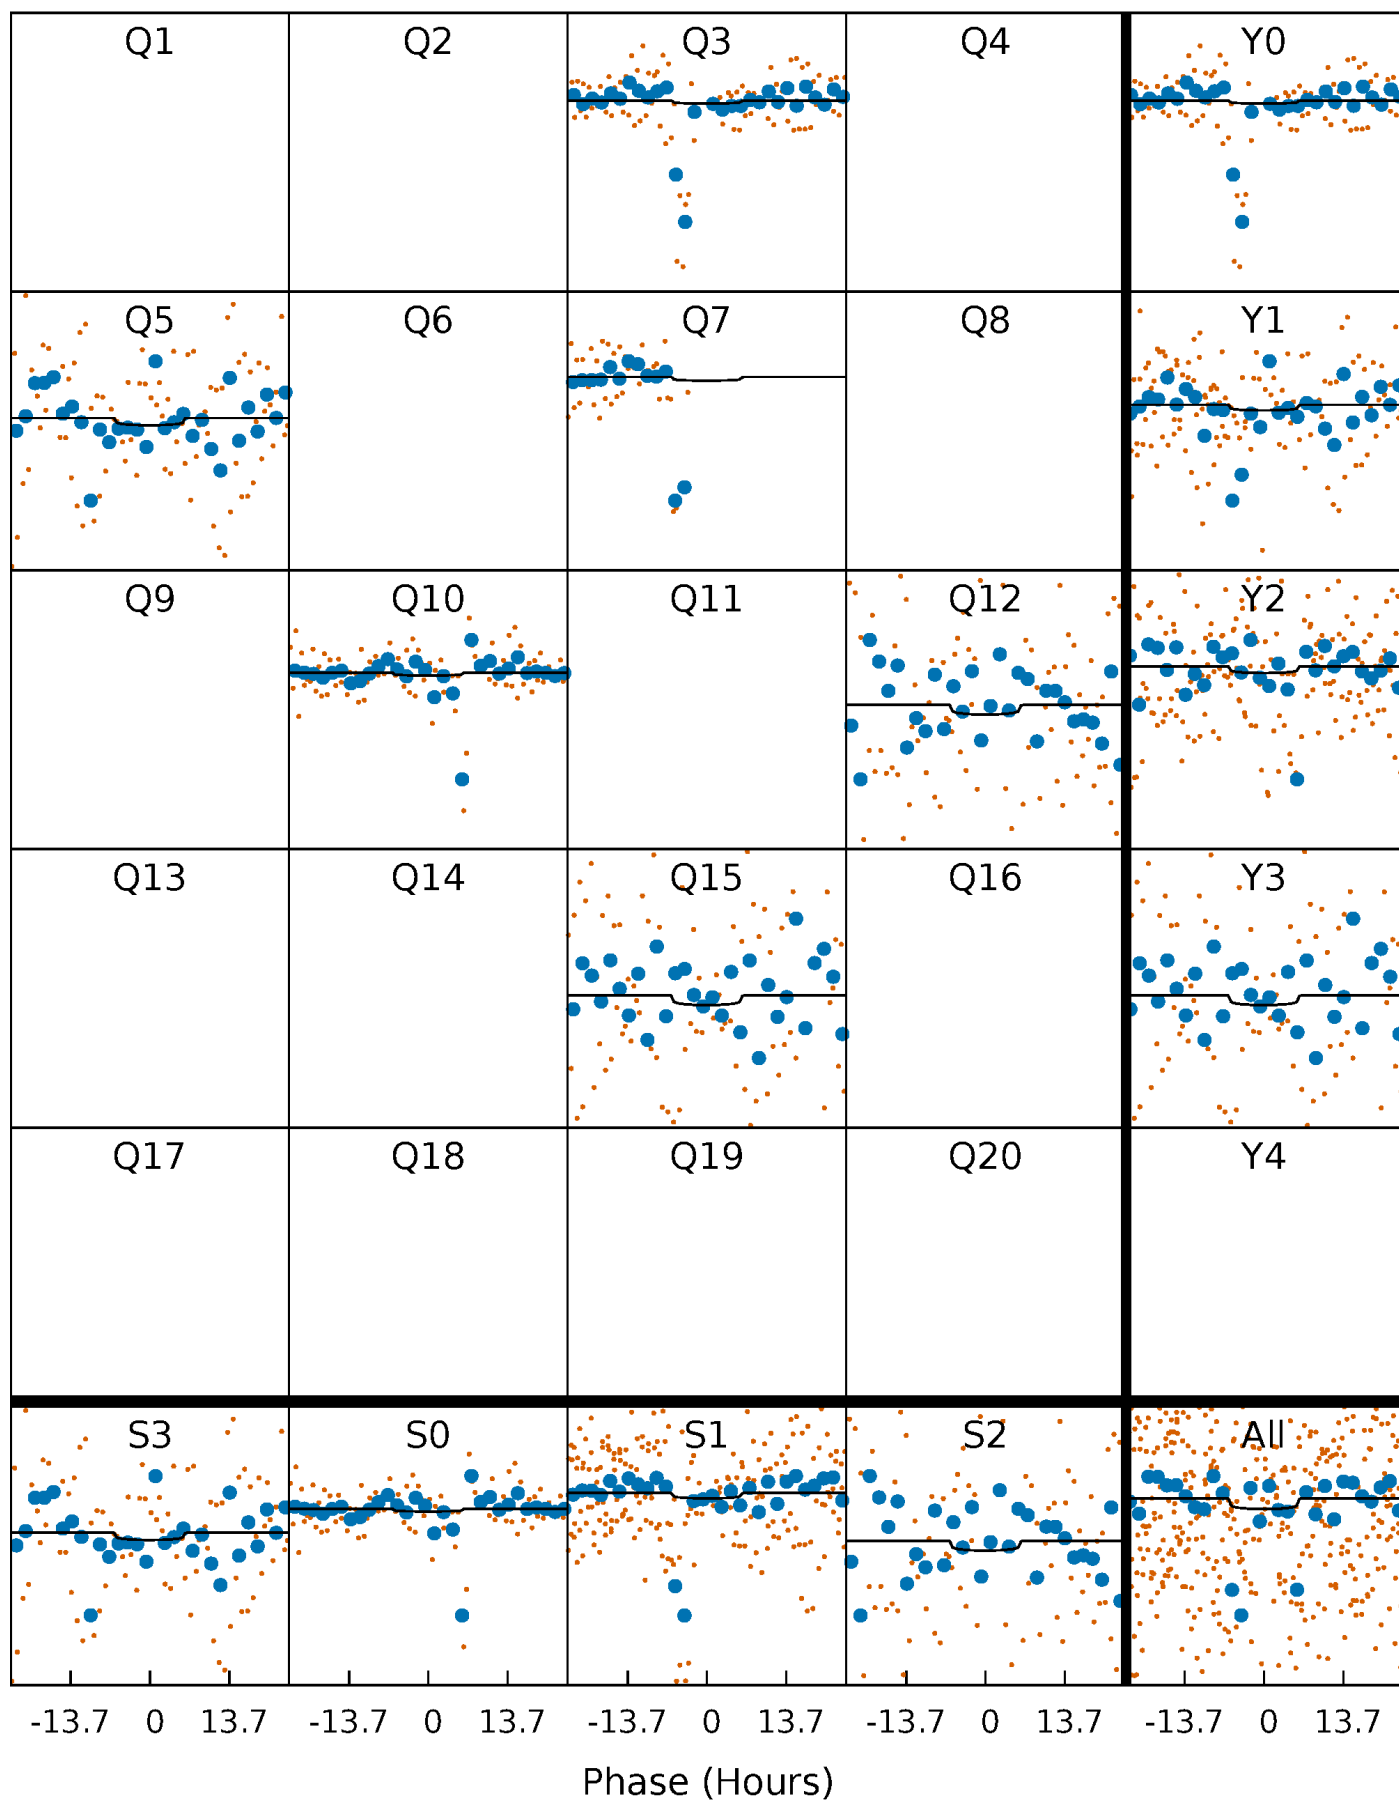 Q1 Q2 Q3 Q4 Y0
Q5 Q6 Q7 Q8 Y1
Q9 Q10 Q11 Q12 Y2
Q13 Q14 Q15 Q16 Y3
Q17 Q18 Q19 Q20 Y4
S3 S0 S1 S2 All
-13.7 0 13.7 -13.7 0 13.7 -13.7 0 13.7 -13.7 0 13.7 -13.7 0 13.7
Phase (Hours)